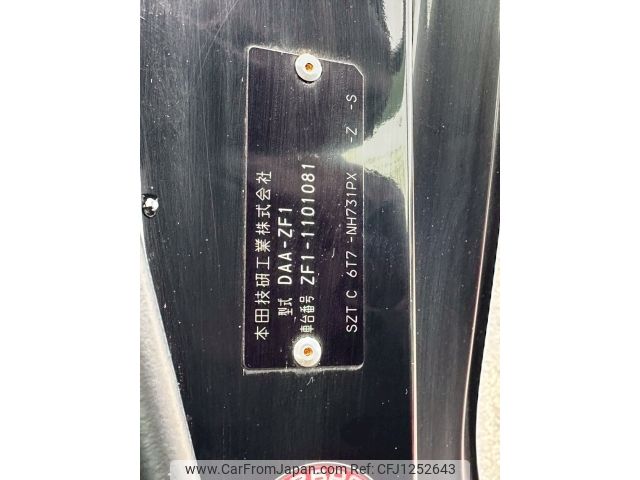 本田技研工業株式会社
型式 DAA-ZF1
車台番号 ZF1-1101081
SZT C 6T7 -NH731PX -Z -S
www.CarFromJapan.com - CFJ1252643